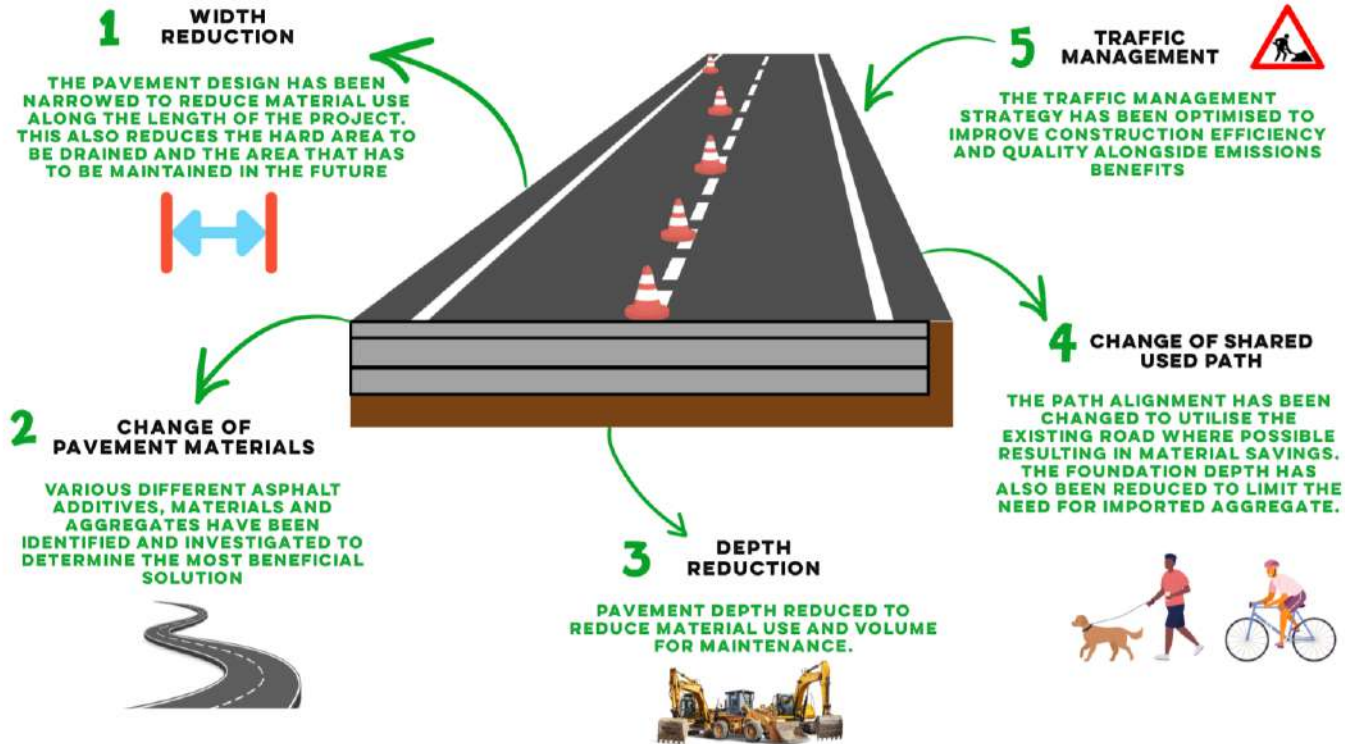 1
WIDTH
REDUCTION
THE PAVEMENT DESIGN HAS BEEN
NARROWED TO REDUCE MATERIAL USE
ALONG THE LENGTH OF THE PROJECT.
THIS ALSO REDUCES THE HARD AREA TO
BE DRAINED AND THE AREA THAT HAS
TO BE MAINTAINED IN THE FUTURE
2
CHANGE OF
PAVEMENT MATERIALS
VARIOUS DIFFERENT ASPHALT
ADDITIVES, MATERIALS AND
AGGREGATES HAVE BEEN
IDENTIFIED AND INVESTIGATED TO
DETERMINE THE MOST BENEFICIAL
SOLUTION
3
DEPTH
REDUCTION
PAVEMENT DEPTH REDUCED TO
REDUCE MATERIAL USE AND VOLUME
FOR MAINTENANCE.
4
CHANGE OF SHARED
USED PATH
THE PATH ALIGNMENT HAS BEEN
CHANGED TO UTILISE THE
EXISTING ROAD WHERE POSSIBLE
RESULTING IN MATERIAL SAVINGS.
THE FOUNDATION DEPTH HAS
ALSO BEEN REDUCED TO LIMIT THE
NEED FOR IMPORTED AGGREGATE.
5
TRAFFIC
MANAGEMENT
THE TRAFFIC MANAGEMENT
STRATEGY HAS BEEN OPTIMISED TO
IMPROVE CONSTRUCTION EFFICIENCY
AND QUALITY ALONGSIDE EMISSIONS
BENEFITS